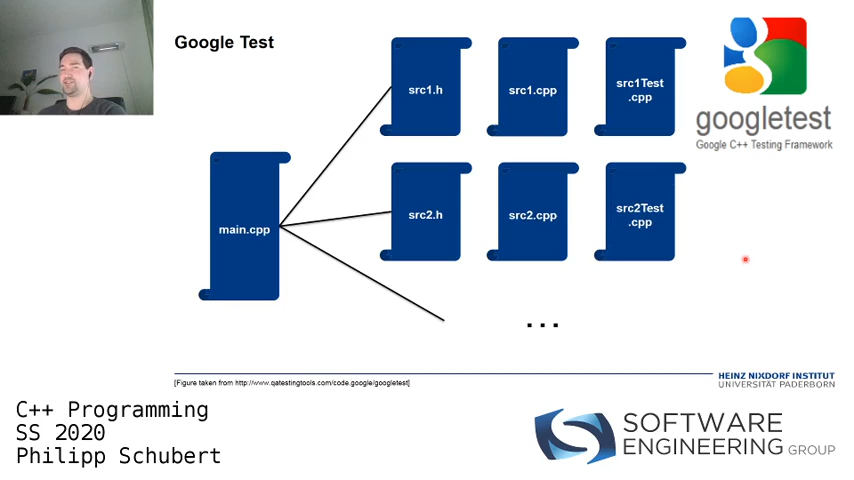 Google Test
src1.h
src1.cpp
src1Test
.cpp
googletest
Google C++ Testing Framework
main.cpp
src2.h
src2.cpp
src2Test
.cpp
...
[Figure taken from http://www.qatestingtools.com/code.google/googletest]
HEINZ NIXDORF INSTITUT
UNIVERSITÄT PADERBORN
C++ Programming
SS 2020
Philipp Schubert
SOFTWARE
ENGINEERING GROUP